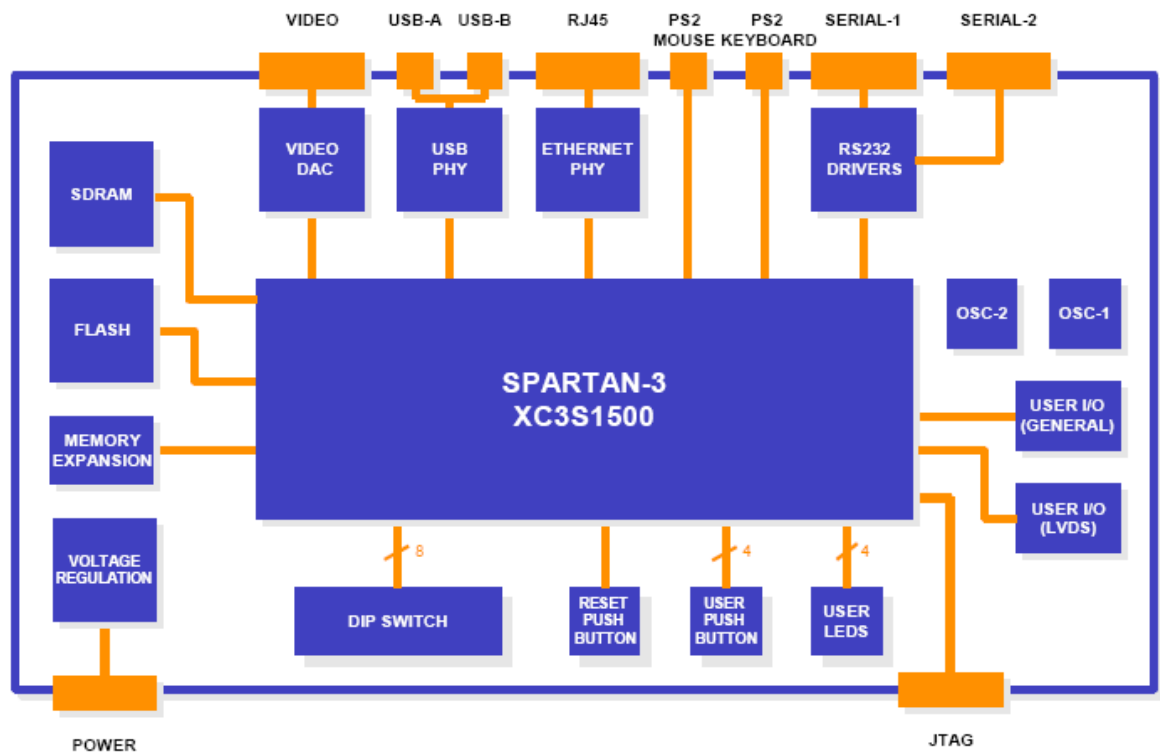 VIDEO
USB-A
USB-B
RJ45
PS2
MOUSE
PS2
KEYBOARD
SERIAL-1
SERIAL-2
VIDEO
DAC
USB
PHY
ETHERNET
PHY
RS232
DRIVERS
SDRAM
FLASH
OSC-2
OSC-1
SPARTAN-3
XC3S1500
USER I/O
(GENERAL)
MEMORY
EXPANSION
USER I/O
(LVDS)
VOLTAGE
REGULATION
8
4
4
DIP SWITCH
RESET
PUSH
BUTTON
USER
PUSH
BUTTON
USER
LEDS
POWER
JTAG